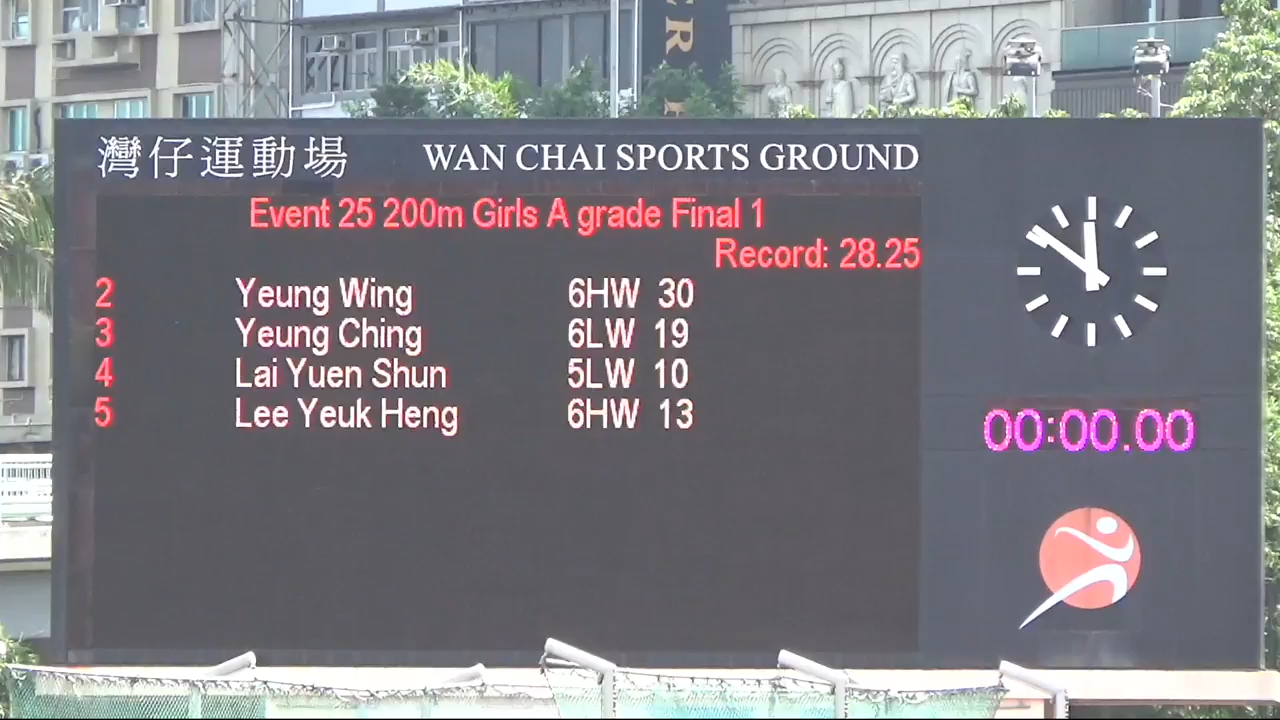 灣仔運動場 WAN CHAI SPORTS GROUND
Event 25 200m Girls A grade Final 1
Record: 28.25
2 Yeung Wing 6HW 30
3 Yeung Ching 6LW 19
4 Lai Yuen Shun 5LW 10
5 Lee Yeuk Heng 6HW 13
00:00.00